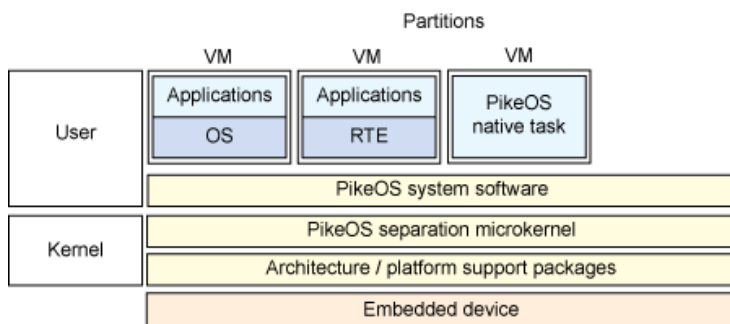 Partitions
VM VM VM
Applications Applications PikeOS
User OS RTE native task
PikeOS system software
Kernel PikeOS separation microkernel
Architecture / platform support packages
Embedded device